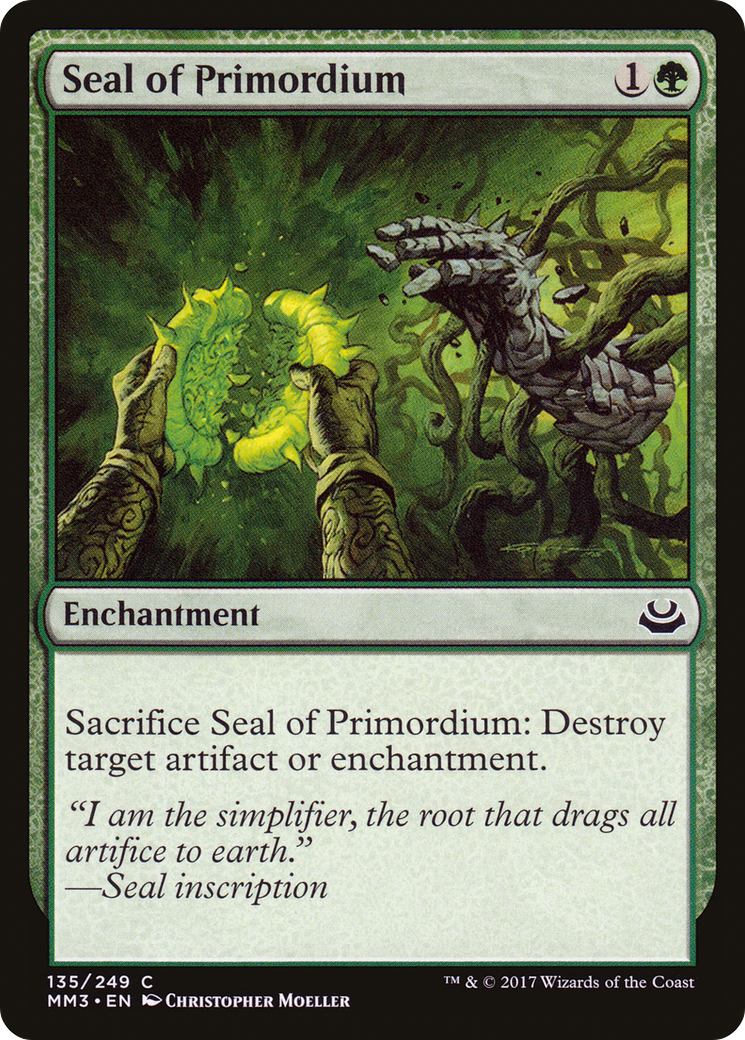 Seal of Primordium 1
Enchantment
Sacrifice Seal of Primordium: Destroy
target artifact or enchantment.
“I am the simplifier, the root that drags all
artifice to earth.”
—Seal inscription
135/249 C
MM3 • EN Christopher Moeller
™ & © 2017 Wizards of the Coast